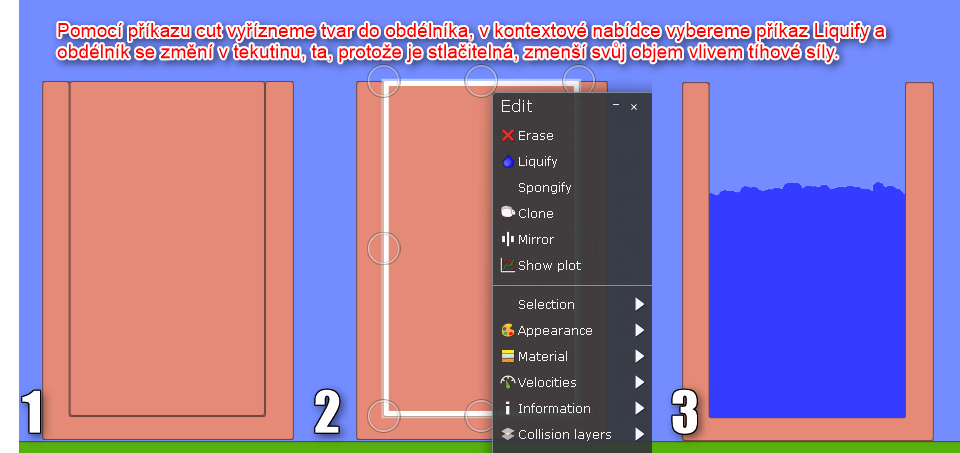 Pomocí příkazu cut vyřízneme tvar do obdélníka, v kontextové nabídce vybereme příkaz Liquify a
obdélník se změní v tekutinu, ta, protože je stlačitelná, zmenší svůj objem vlivem tíhové síly.
Edit
Erase
Liquify
Spongify
Clone
Mirror
Show plot
Selection
Appearance
Material
Velocities
Information
Collision layers
1
2
3